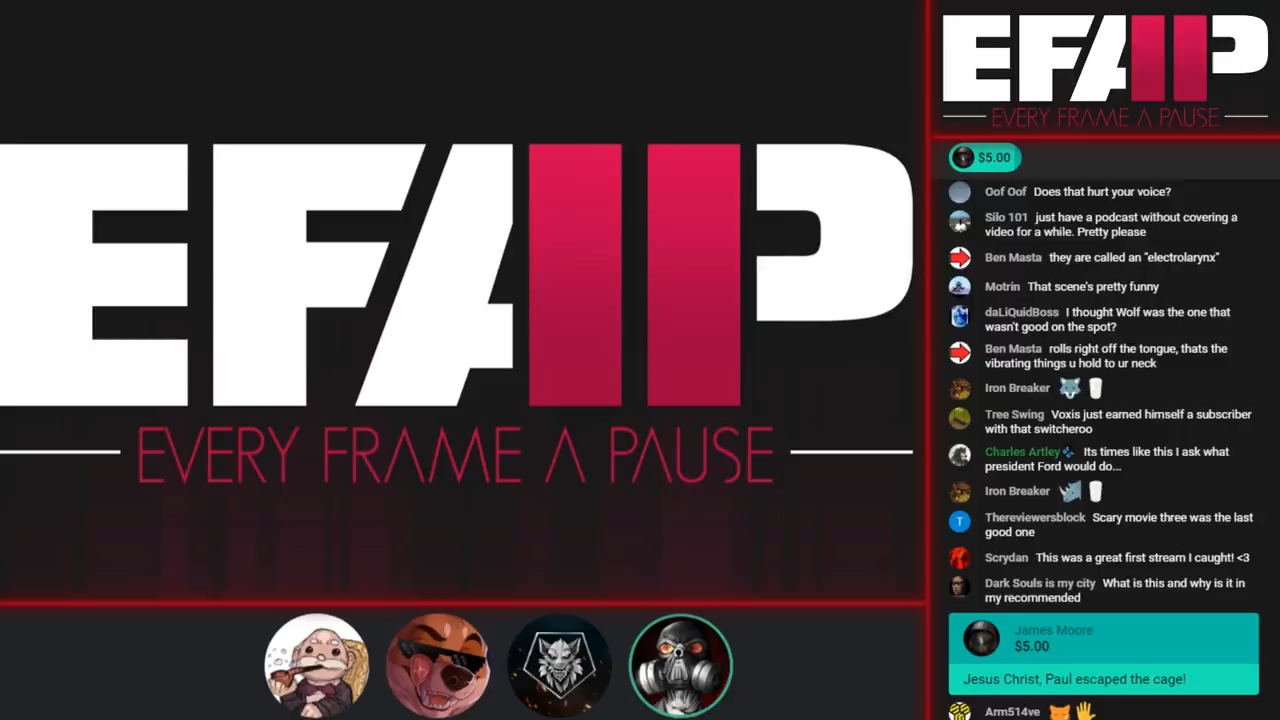 EFAP
EVERY FRAME A PAUSE
EFAP
EVERY FRAME A PAUSE
$5.00
Oof Oof Does that hurt your voice?
Silo 101 just have a podcast without covering a
video for a while. Pretty please
Ben Masta they are called an "electrolarynx"
Motrin That scene's pretty funny
daLiQuidBoss I thought Wolf was the one that
wasn't good on the spot?
Ben Masta rolls right off the tongue, thats the
vibrating things u hold to ur neck
Iron Breaker
Tree Swing Voxis just earned himself a subscriber
with that switcheroo
Charles Artley Its times like this I ask what
president Ford would do...
Iron Breaker
T
Thereviewersblock Scary movie three was the last
good one
Scrydan This was a great first stream I caught! <3
Dark Souls is my city What is this and why is it in
my recommended
James Moore
$5.00
Jesus Christ, Paul escaped the cage!
Arm514ve